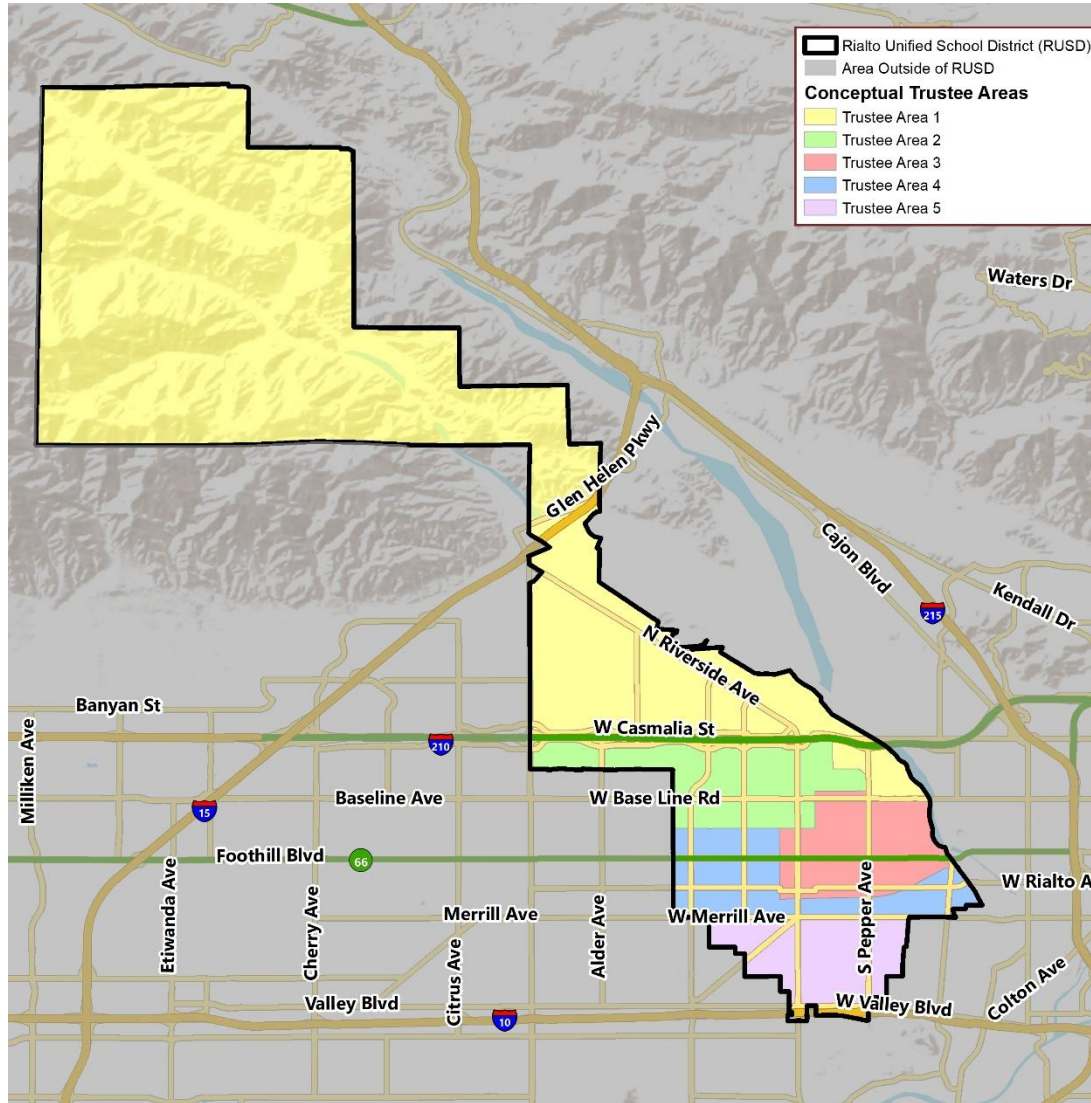 Rialto Unified School District (RUSD)
Area Outside of RUSD
Conceptual Trustee Areas
Trustee Area 1
Trustee Area 2
Trustee Area 3
Trustee Area 4
Trustee Area 5
Waters Dr
Glen Helen Pkwy
Cajon Blvd
Kendall Dr
215
N Riverside Ave
Banyan St
W Casmalia St
210
Milliken Ave
Baseline Ave
W Base Line Rd
15
Foothill Blvd
66
Etiwanda Ave
Cherry Ave
Citrus Ave
Merrill Ave
Alder Ave
W Merrill Ave
S Pepper Ave
W Rialto A
Valley Blvd
W Valley Blvd
Colton Ave
10